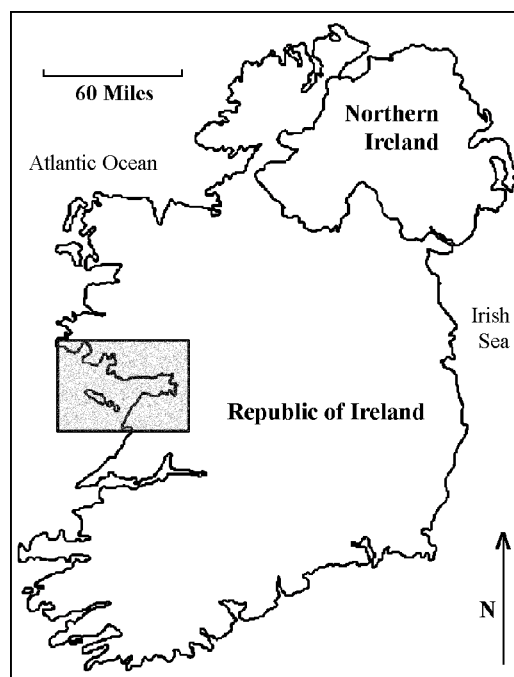 60 Miles
Northern
Ireland
Atlantic Ocean
Irish
Sea
Republic of Ireland
N